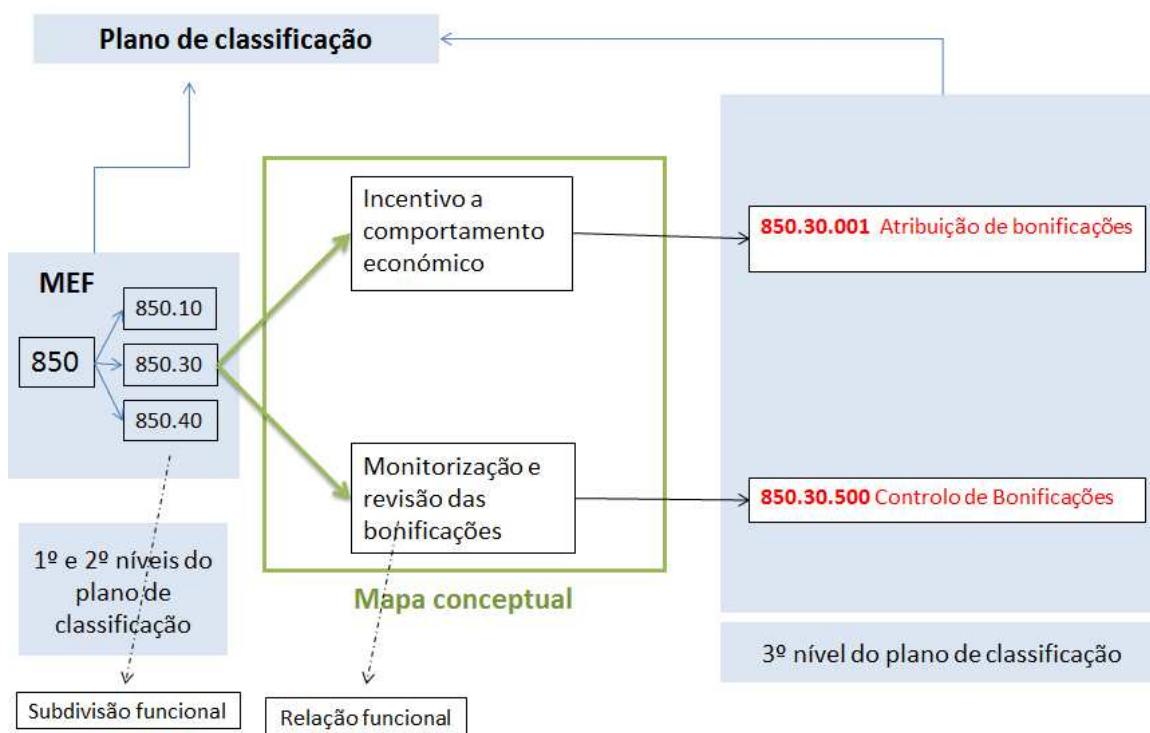 Plano de classificação
MEF
850
850.10
850.30
850.40
1º e 2º níveis do
plano de
classificação
Subdivisão funcional
Incentivo a
comportamento
económico
Monitorização e
revisão das
bonificações
Mapa conceptual
Relação funcional
850.30.001 Atribuição de bonificações
850.30.500 Controlo de Bonificações
3º nível do plano de classificação